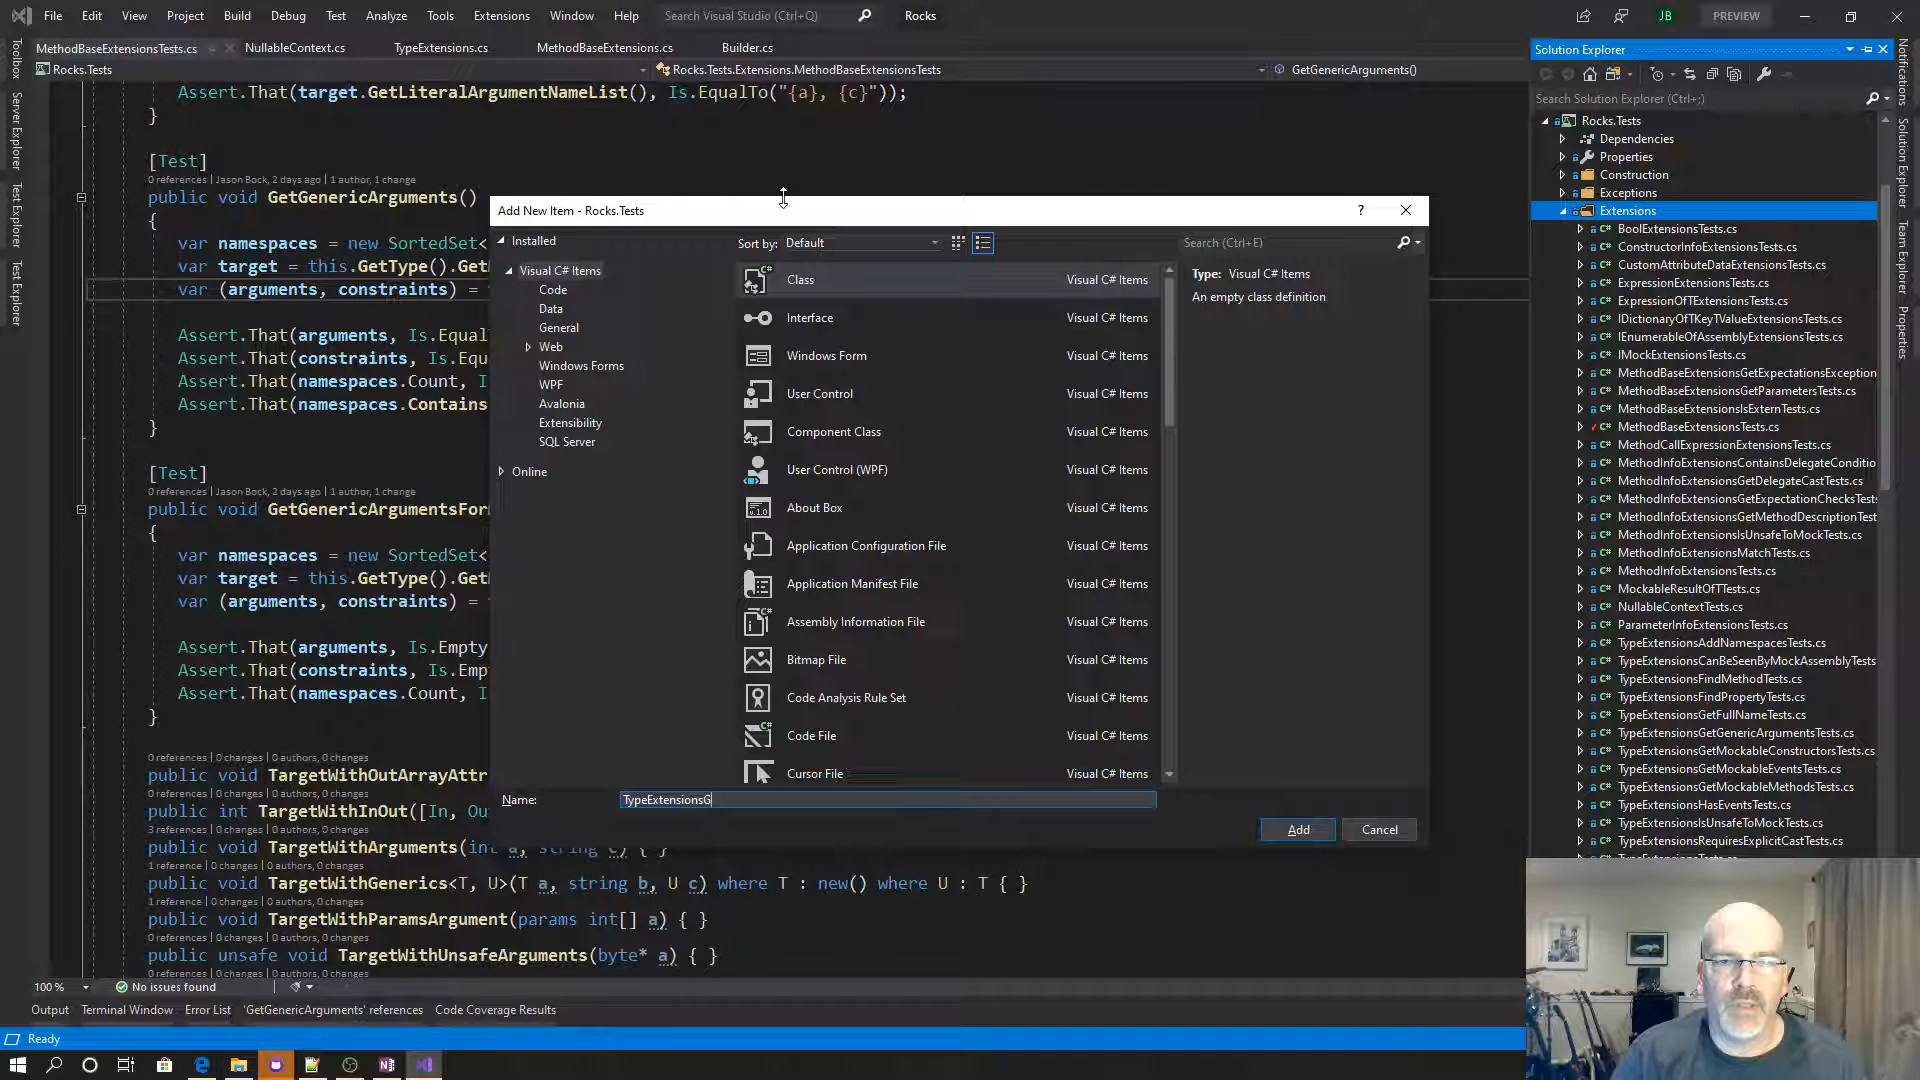 File Edit View Project Build Debug Test Analyze Tools Extensions Window Help Search Visual Studio (Ctrl+Q) Rocks JB PREVIEW
MethodBaseExtensionsTests.cs NullableContext.cs TypeExtensions.cs MethodBaseExtensions.cs Builder.cs
Rocks.Tests Rocks.Tests.Extensions.MethodBaseExtensionsTests GetGenericArguments()
Toolbox
Server Explorer
Test Explorer
Test Explorer
Assert.That(target.GetLiteralArgumentNameList(), Is.EqualTo("{a}, {c}"));
}
[Test]
0 references | Jason Bock, 2 days ago | 1 author, 1 change
public void GetGenericArguments()
{
var namespaces = new SortedSet<
var target = this.GetType().Get
var (arguments, constraints) =
Assert.That(arguments, Is.Equal
Assert.That(constraints, Is.Equ
Assert.That(namespaces.Count, I
Assert.That(namespaces.Contains
}
[Test]
0 references | Jason Bock, 2 days ago | 1 author, 1 change
public void GetGenericArgumentsFor
{
var namespaces = new SortedSet<
var target = this.GetType().Get
var (arguments, constraints) =
Assert.That(arguments, Is.Empty
Assert.That(constraints, Is.Emp
Assert.That(namespaces.Count, I
}
0 references | 0 changes | 0 authors, 0 changes
public void TargetWithOutArrayAttr
0 references | 0 changes | 0 authors, 0 changes
public int TargetWithInOut([In, Ou
3 references | 0 changes | 0 authors, 0 changes
public void TargetWithArguments(int a, string c) { }
1 reference | 0 changes | 0 authors, 0 changes
public void TargetWithGenerics<T, U>(T a, string b, U c) where T : new() where U : T { }
1 reference | 0 changes | 0 authors, 0 changes
public void TargetWithParamsArgument(params int[] a) { }
0 references | 0 changes | 0 authors, 0 changes
public unsafe void TargetWithUnsafeArguments(byte* a) { }
0 references | 0 changes | 0 authors, 0 changes
Add New Item - Rocks.Tests ?
Installed
Visual C# Items
Code
Data
General
Web
Windows Forms
WPF
Avalonia
Extensibility
SQL Server
Online
Sort by: Default Search (Ctrl+E)
Class Visual C# Items
Interface Visual C# Items
Windows Form Visual C# Items
User Control Visual C# Items
Component Class Visual C# Items
User Control (WPF) Visual C# Items
About Box Visual C# Items
Application Configuration File Visual C# Items
Application Manifest File Visual C# Items
Assembly Information File Visual C# Items
Bitmap File Visual C# Items
Code Analysis Rule Set Visual C# Items
Code File Visual C# Items
Cursor File Visual C# Items
Type: Visual C# Items
An empty class definition
Name: TypeExtensionsG
Add Cancel
Solution Explorer
Search Solution Explorer (Ctrl+;)
Rocks.Tests
Dependencies
Properties
Construction
Exceptions
Extensions
BoolExtensionsTests.cs
ConstructorInfoExtensionsTests.cs
CustomAttributeDataExtensionsTests.cs
ExpressionExtensionsTests.cs
ExpressionOfTExtensionsTests.cs
IDictionaryOfTKeyTValueExtensionsTests.cs
IEnumerableOfAssemblyExtensionsTests.cs
IMockExtensionsTests.cs
MethodBaseExtensionsGetExpectationsException
MethodBaseExtensionsGetParametersTests.cs
MethodBaseExtensionsIsExternTests.cs
MethodBaseExtensionsTests.cs
MethodCallExpressionExtensionsTests.cs
MethodInfoExtensionsContainsDelegateConditio
MethodInfoExtensionsGetDelegateCastTests.cs
MethodInfoExtensionsGetExpectationChecksTests
MethodInfoExtensionsGetMethodDescriptionTest
MethodInfoExtensionsIsUnsafeToMockTests.cs
MethodInfoExtensionsMatchTests.cs
MethodInfoExtensionsTests.cs
MockableResultOfTTests.cs
NullableContextTests.cs
ParameterInfoExtensionsTests.cs
TypeExtensionsAddNamespacesTests.cs
TypeExtensionsCanBeSeenByMockAssemblyTests
TypeExtensionsFindMethodTests.cs
TypeExtensionsFindPropertyTests.cs
TypeExtensionsGetFullNameTests.cs
TypeExtensionsGetGenericArgumentsTests.cs
TypeExtensionsGetMockableConstructorsTests.cs
TypeExtensionsGetMockableEventsTests.cs
TypeExtensionsGetMockableMethodsTests.cs
TypeExtensionsHasEventsTests.cs
TypeExtensionsIsUnsafeToMockTests.cs
TypeExtensionsRequiresExplicitCastTests.cs
Notifications
Solution Explorer
Team Explorer
Properties
100 % No issues found
Output Terminal Window Error List 'GetGenericArguments' references Code Coverage Results
Ready